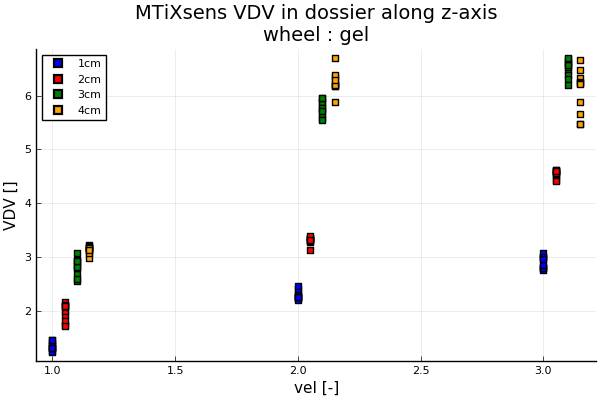 MTiXsens VDV in dossier along z-axis
wheel : gel
1cm
2cm
3cm
4cm
VDV []
6
5
4
3
2
1.0
1.5
2.0
2.5
3.0
vel [-]